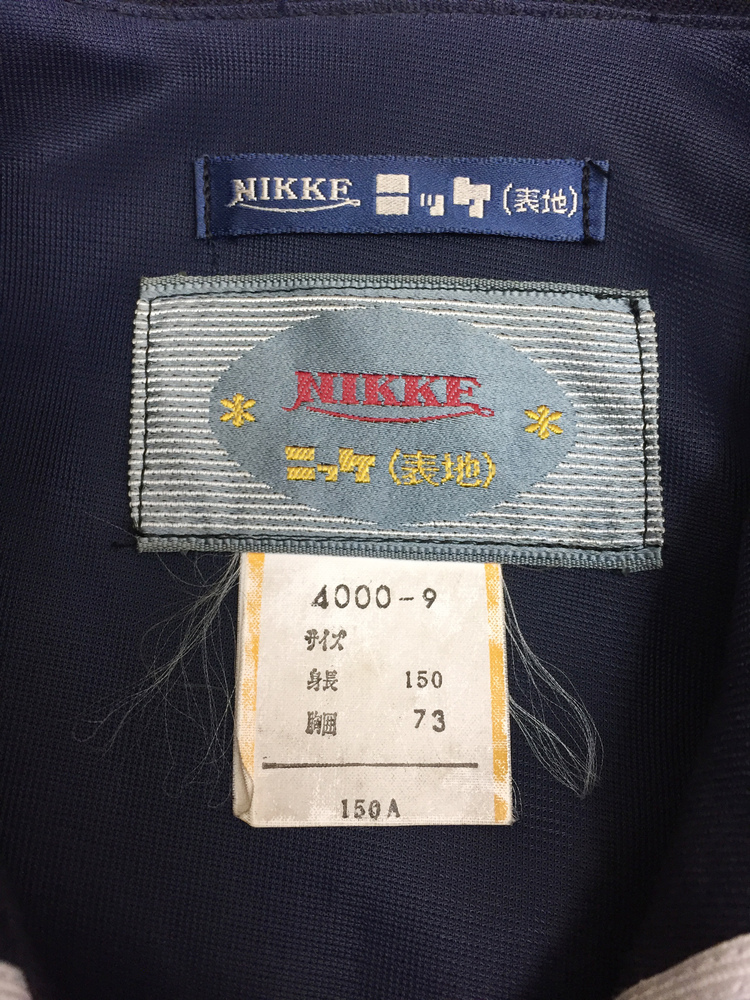 NIKKE ニッケ(表地)
NIKKE
ニッケ(表地)
4000-9
サイズ
身長 150
胸囲 73
150A